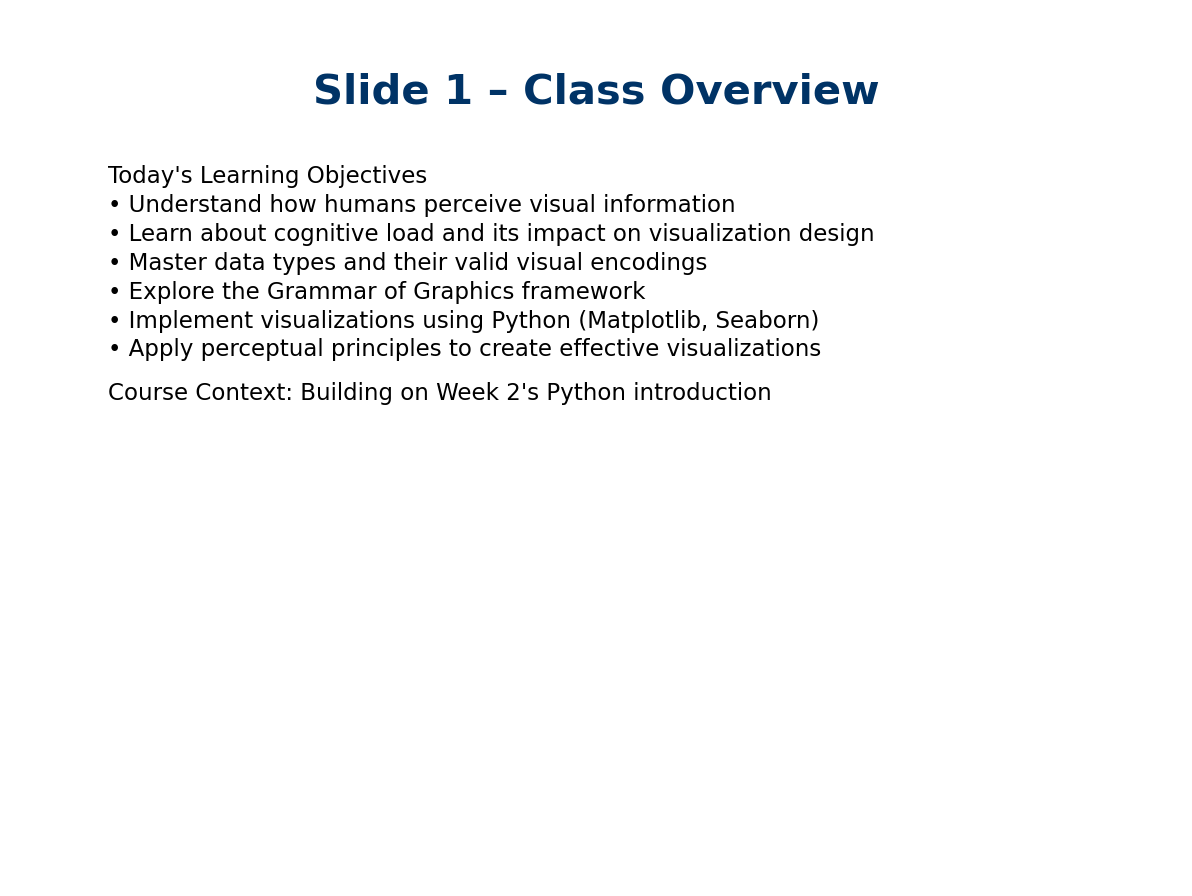 Slide 1 – Class Overview
Today's Learning Objectives
• Understand how humans perceive visual information
• Learn about cognitive load and its impact on visualization design
• Master data types and their valid visual encodings
• Explore the Grammar of Graphics framework
• Implement visualizations using Python (Matplotlib, Seaborn)
• Apply perceptual principles to create effective visualizations
Course Context: Building on Week 2's Python introduction